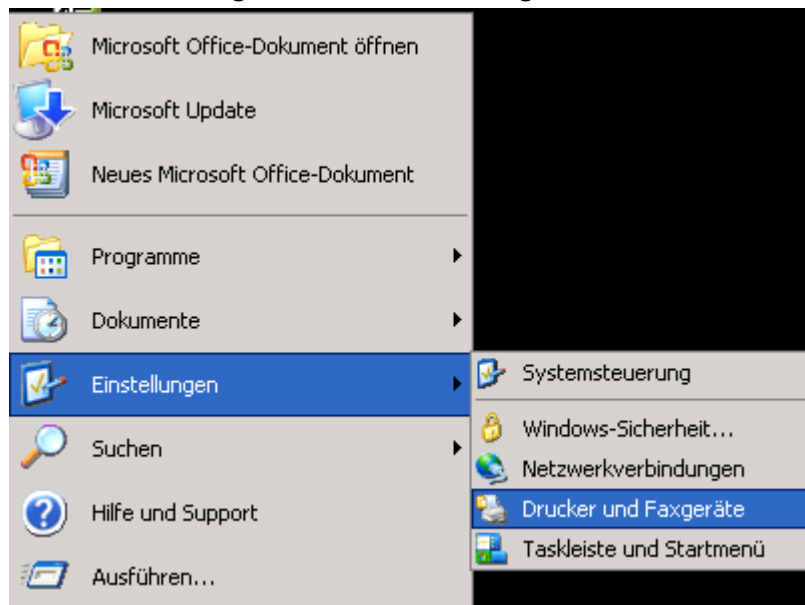 Microsoft Office-Dokument öffnen
Microsoft Update
Neues Microsoft Office-Dokument
Programme
Dokumente
Einstellungen
Suchen
Hilfe und Support
Ausführen...
Systemsteuerung
Windows-Sicherheit...
Netzwerkverbindungen
Drucker und Faxgeräte
Taskleiste und Startmenü